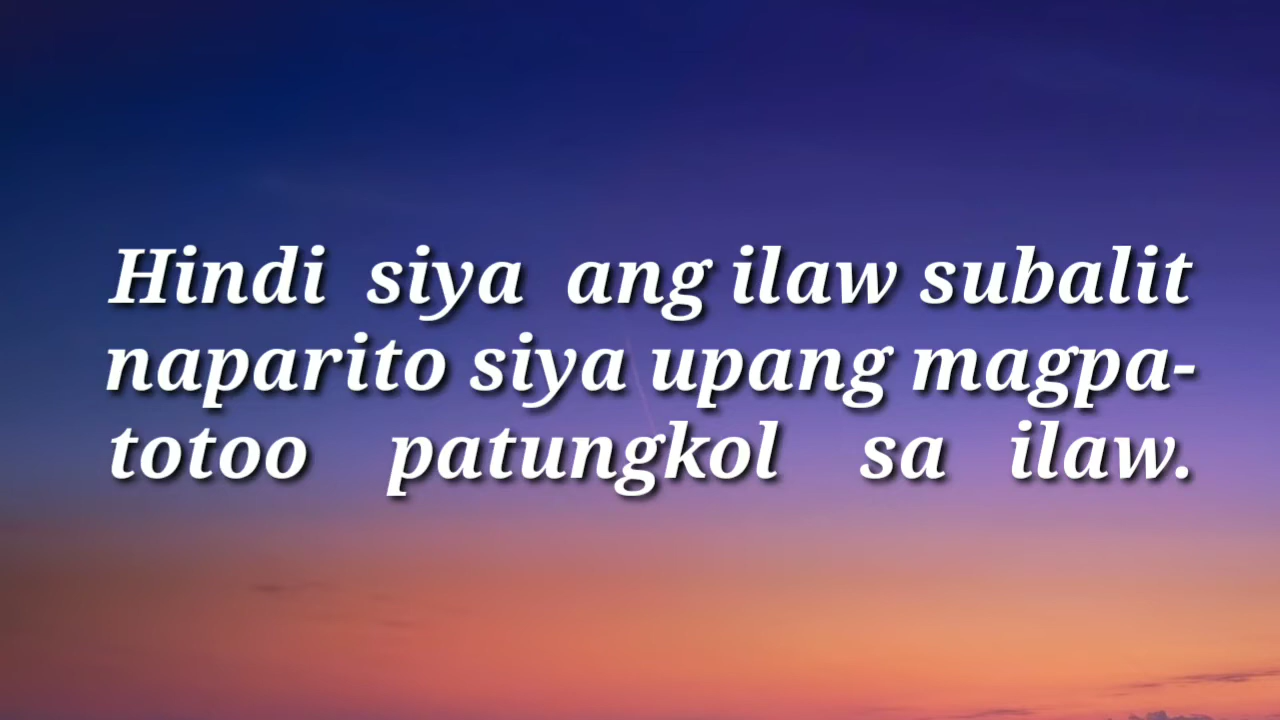 Hindi siya ang ilaw subalit
naparito siya upang magpa-
totoo patungkol sa ilaw.